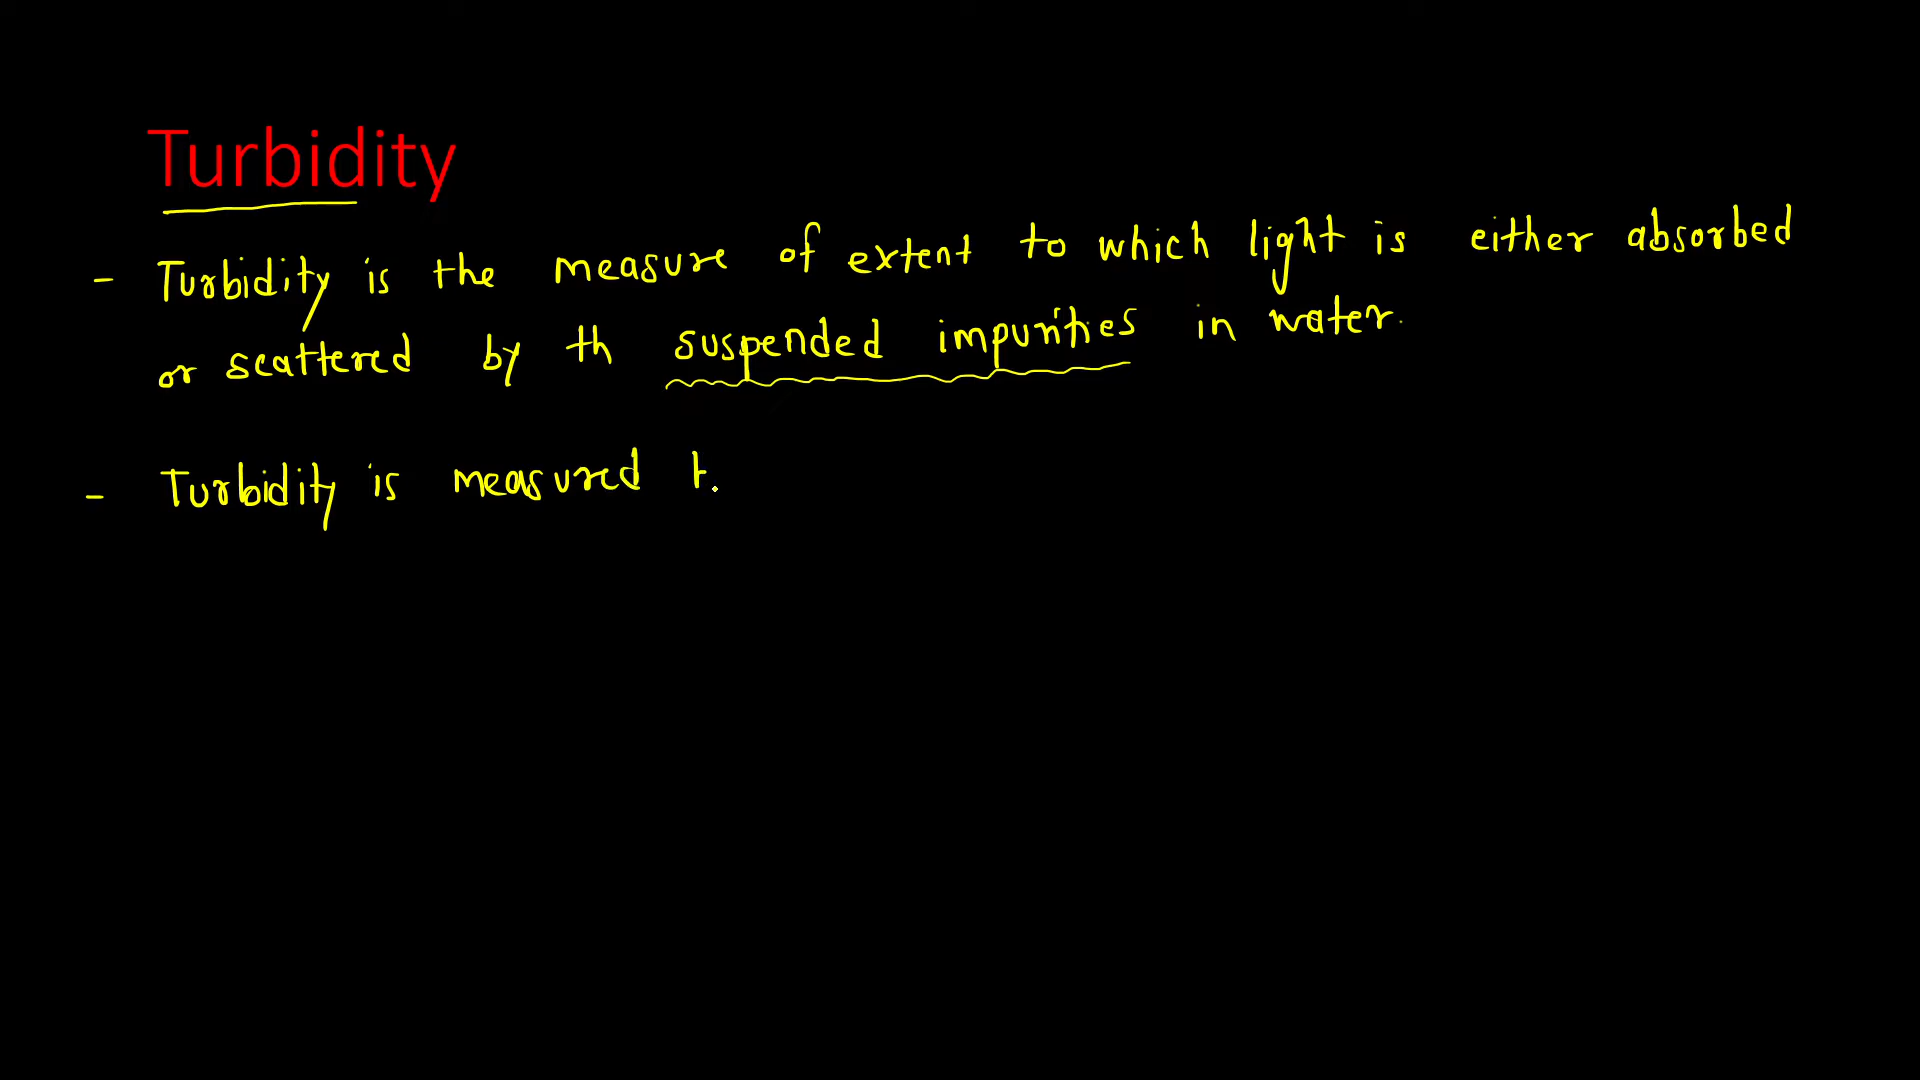 Turbidity
- Turbidity is the measure of extent to which light is either absorbed
or scattered by th suspended impurities in water.
- Turbidity is measured